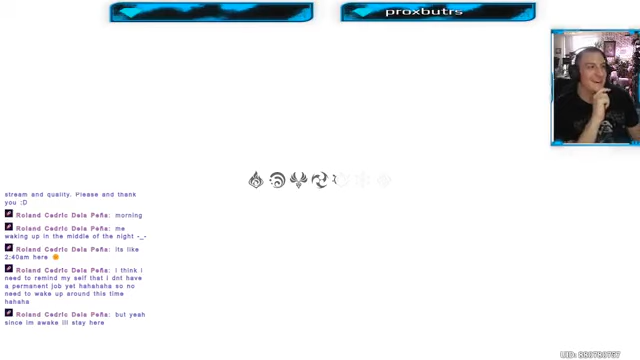 proxbutrs
stream and quality. Please and thank
you :D
Roland Cedric Dela Peña: morning
Roland Cedric Dela Peña: me
waking up in the middle of the night -_-
Roland Cedric Dela Peña: its like
2:40am here
Roland Cedric Dela Peña: I think i
need to remind my self that i dnt have
a permanent job yet hahahaha so no
need to wake up around this time
hahaha
Roland Cedric Dela Peña: but yeah
since im awake ill stay here
UID: 880780737